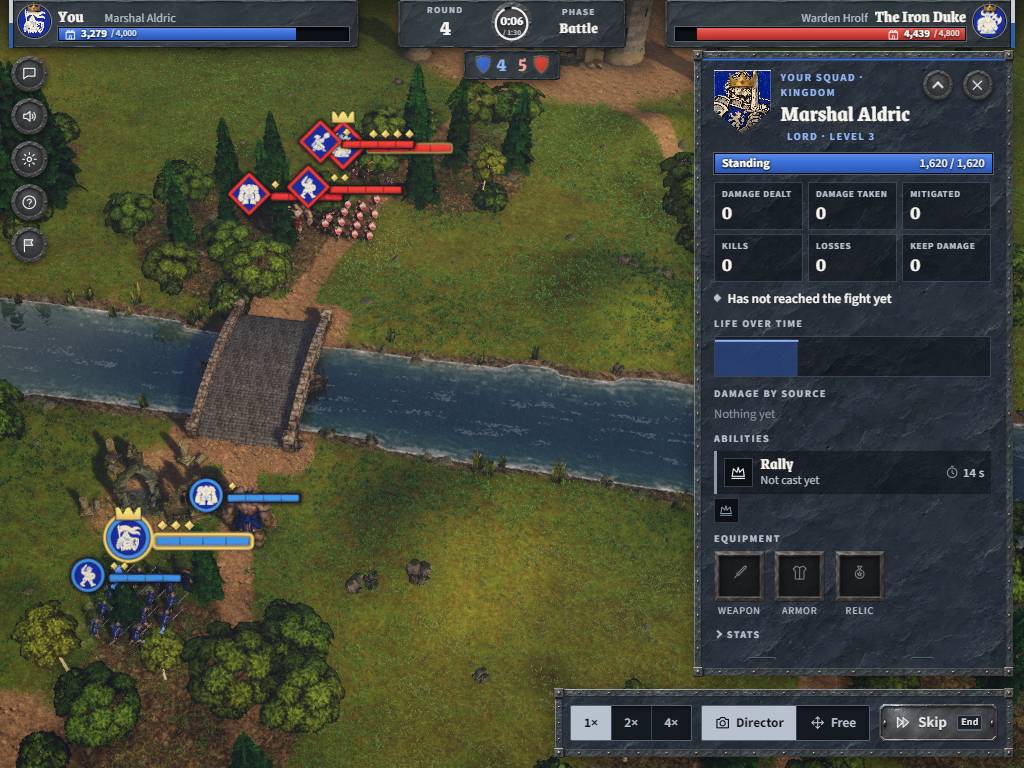 You Marshal Aldric
3,279 / 4,000
ROUND
4
0:06
/ 1:30
PHASE
Battle
Warden Hrolf The Iron Duke
4,439 / 4,800
4 5
YOUR SQUAD ·
KINGDOM
Marshal Aldric
LORD · LEVEL 3
Standing 1,620 / 1,620
DAMAGE DEALT DAMAGE TAKEN MITIGATED
0 0 0
KILLS LOSSES KEEP DAMAGE
0 0 0
Has not reached the fight yet
LIFE OVER TIME
DAMAGE BY SOURCE
Nothing yet
ABILITIES
Rally
Not cast yet
14 s
EQUIPMENT
WEAPON ARMOR RELIC
STATS
1× 2× 4× Director Free Skip End